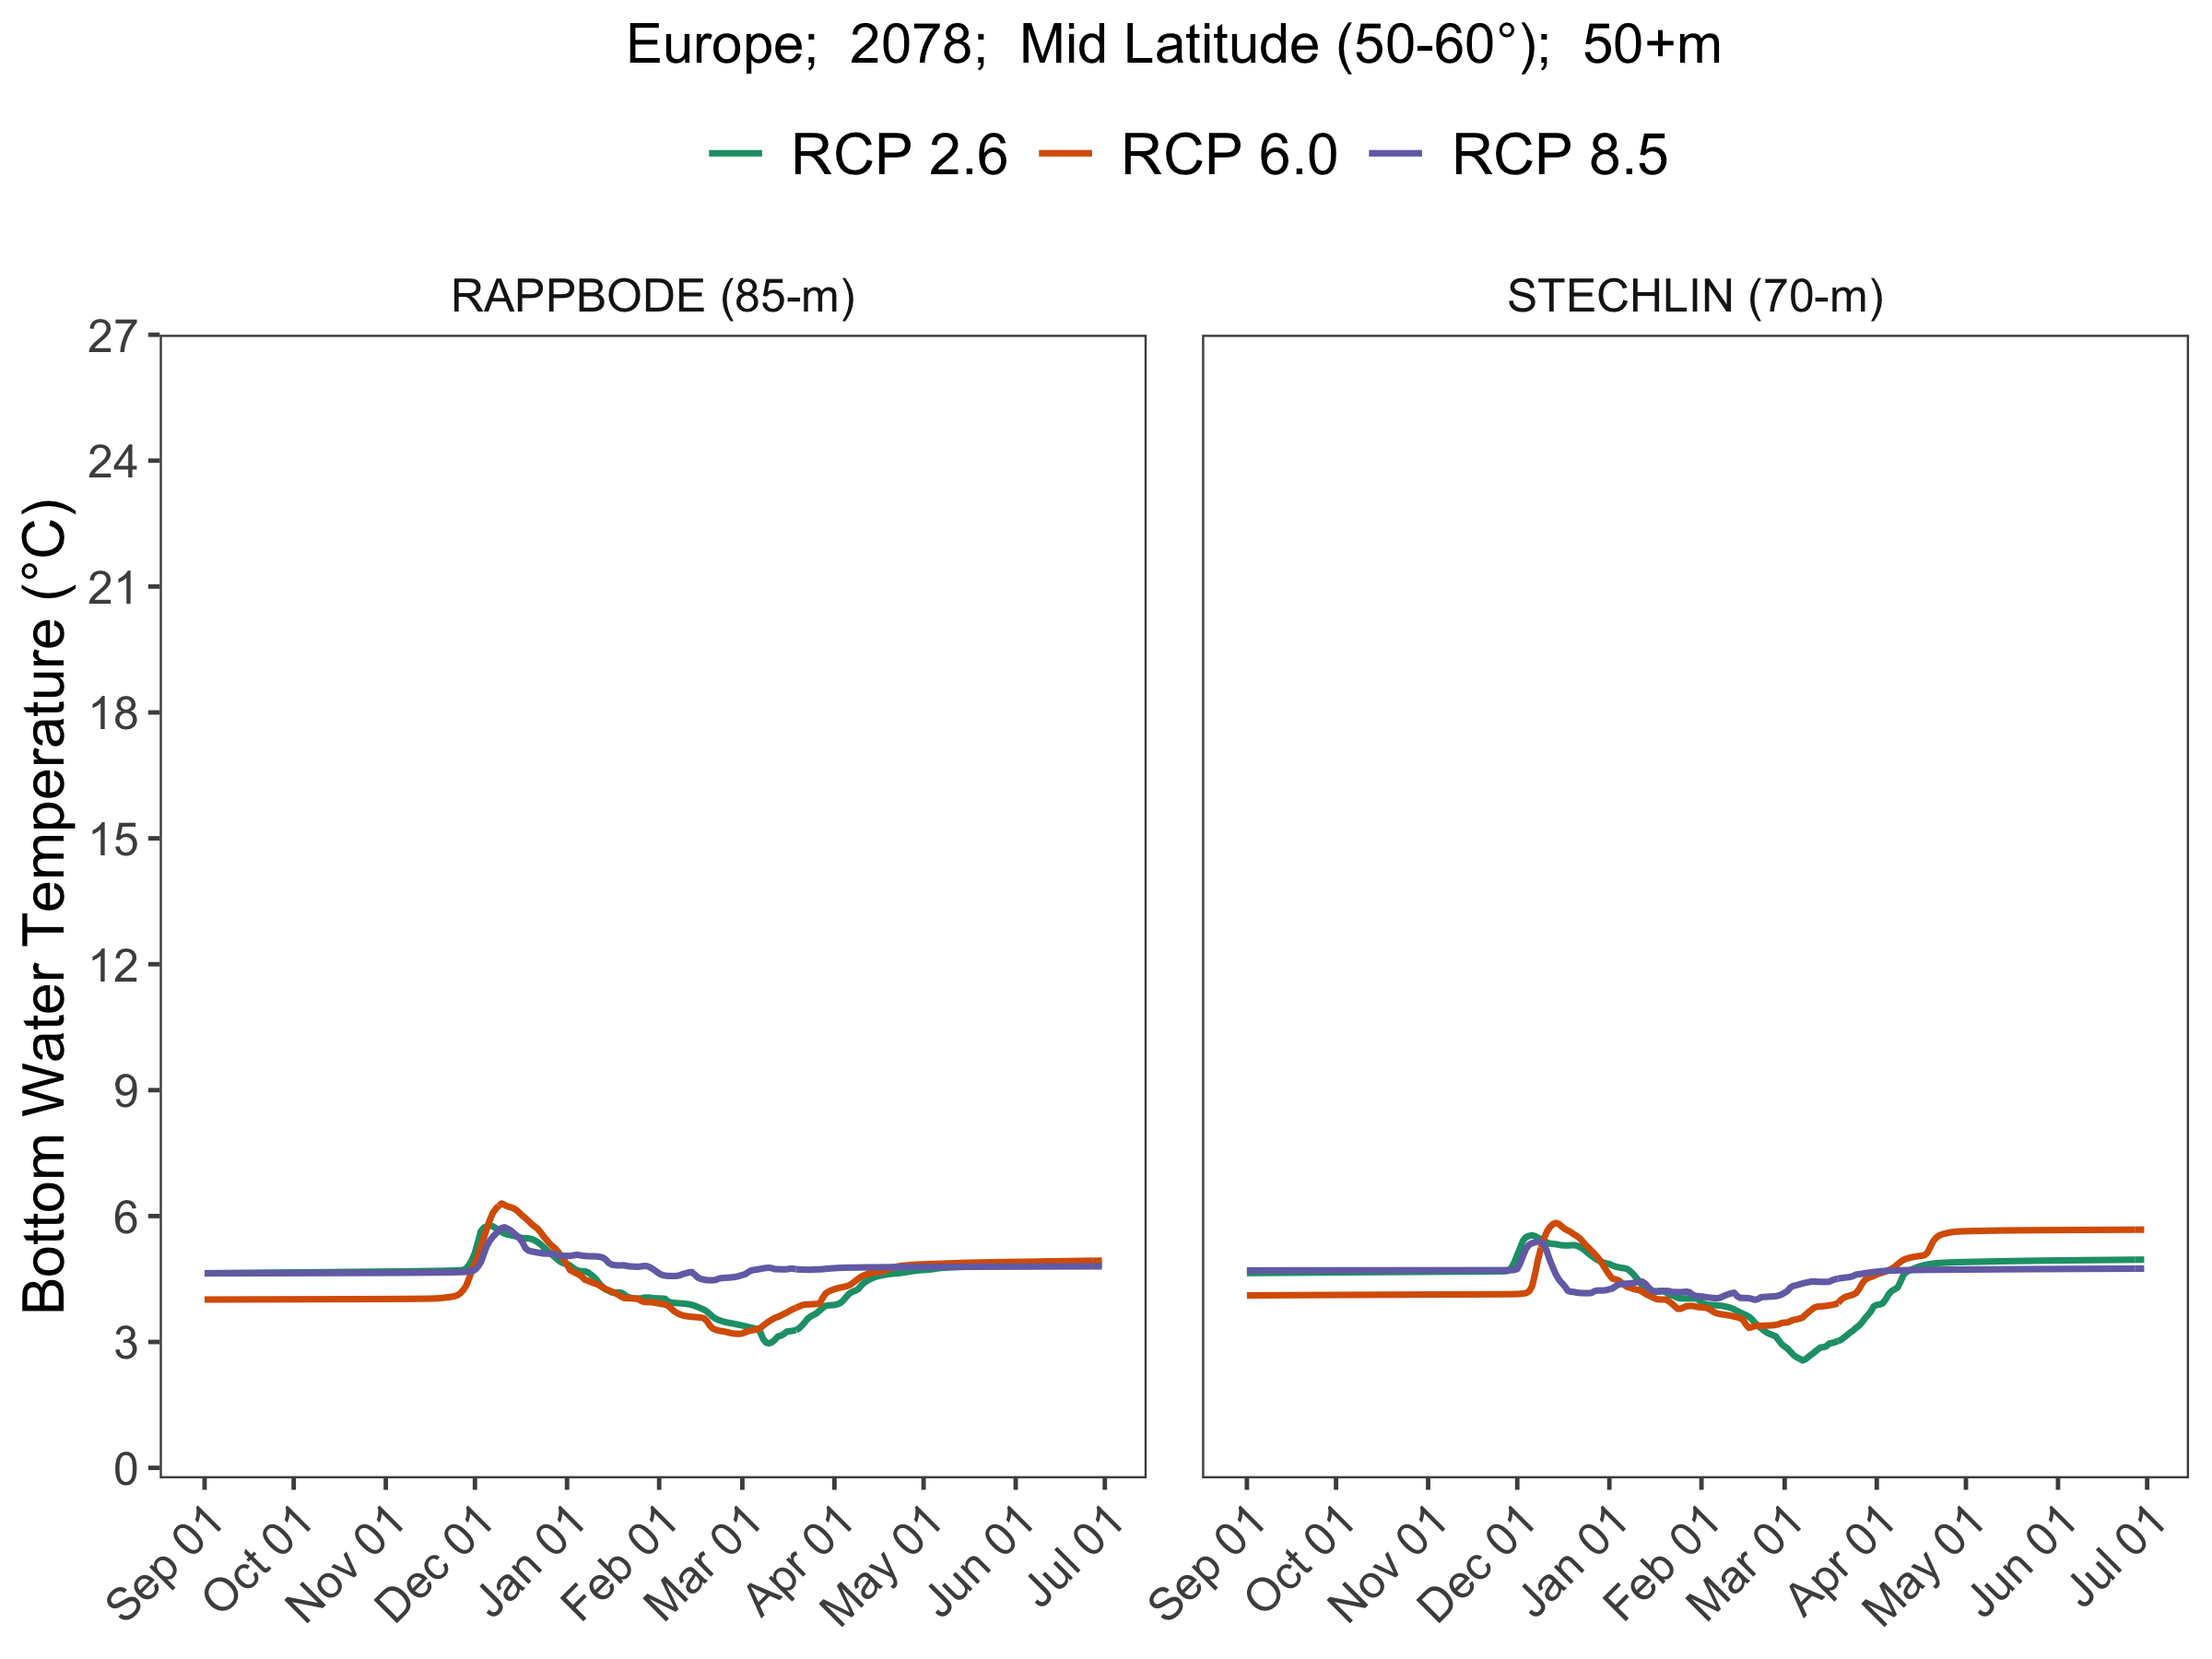 Europe;  2078;  Mid Latitude (50-60°);  50+m
RCP 2.6 RCP 6.0 RCP 8.5
RAPPBODE (85-m) STECHLIN (70-m)
Bottom Water Temperature (°C)
27
24
21
18
15
12
9
6
3
0
Sep 01 Oct 01 Nov 01 Dec 01 Jan 01 Feb 01 Mar 01 Apr 01 May 01 Jun 01 Jul 01 Sep 01 Oct 01 Nov 01 Dec 01 Jan 01 Feb 01 Mar 01 Apr 01 May 01 Jun 01 Jul 01